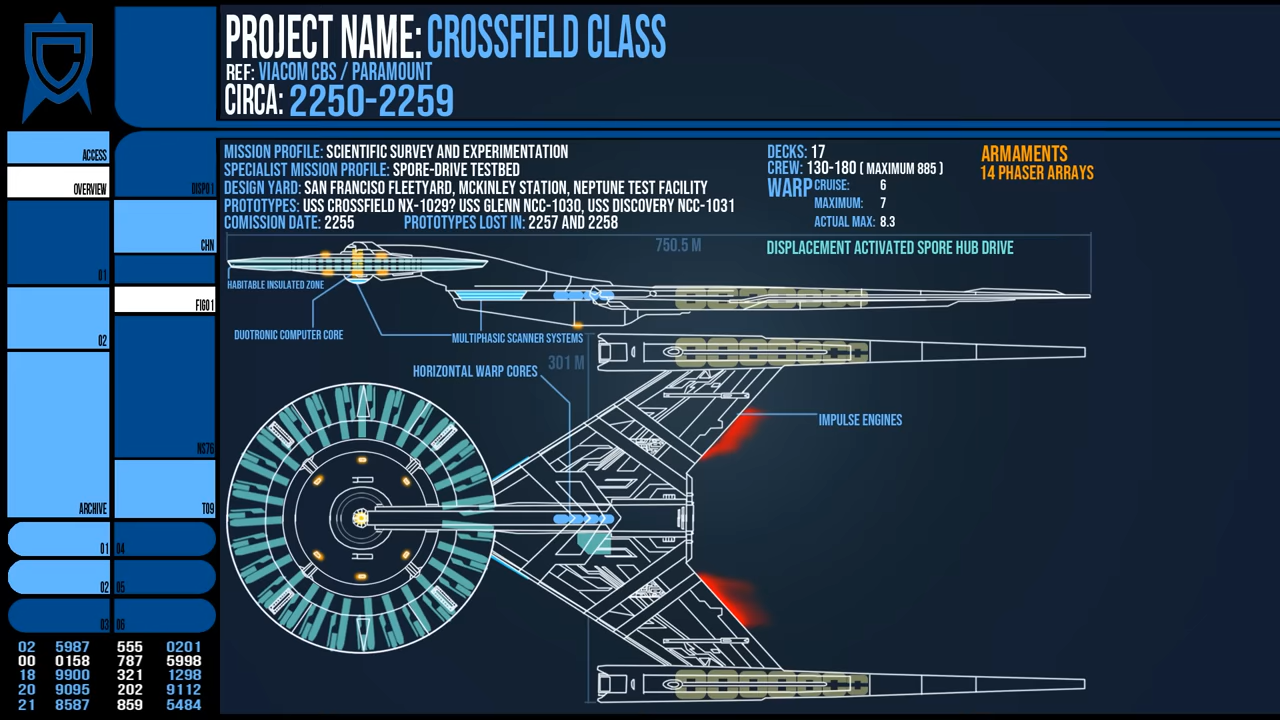 PROJECT NAME: CROSSFIELD CLASS
REF: VIACOM CBS / PARAMOUNT
CIRCA: 2250-2259
ACCESS
OVERVIEW
01
02
ARCHIVE
01
02
03
DISPO1
CHN
FIG01
NS76
T09
04
05
06
02 5987 555 0201
00 0158 787 5998
18 9900 321 1298
20 9095 202 9112
21 8587 859 5484
MISSION PROFILE: SCIENTIFIC SURVEY AND EXPERIMENTATION
SPECIALIST MISSION PROFILE: SPORE-DRIVE TESTBED
DESIGN YARD: SAN FRANCISO FLEETYARD, MCKINLEY STATION, NEPTUNE TEST FACILITY
PROTOTYPES: USS CROSSFIELD NX-1029? USS GLENN NCC-1030, USS DISCOVERY NCC-1031
COMISSION DATE: 2255 PROTOTYPES LOST IN: 2257 AND 2258
DECKS: 17
CREW: 130-180 ( MAXIMUM 885 )
WARP CRUISE: 6
MAXIMUM: 7
ACTUAL MAX: 8.3
ARMAMENTS
14 PHASER ARRAYS
750.5 M
DISPLACEMENT ACTIVATED SPORE HUB DRIVE
HABITABLE INSULATED ZONE
DUOTRONIC COMPUTER CORE
MULTIPHASIC SCANNER SYSTEMS
301 M
HORIZONTAL WARP CORES
IMPULSE ENGINES